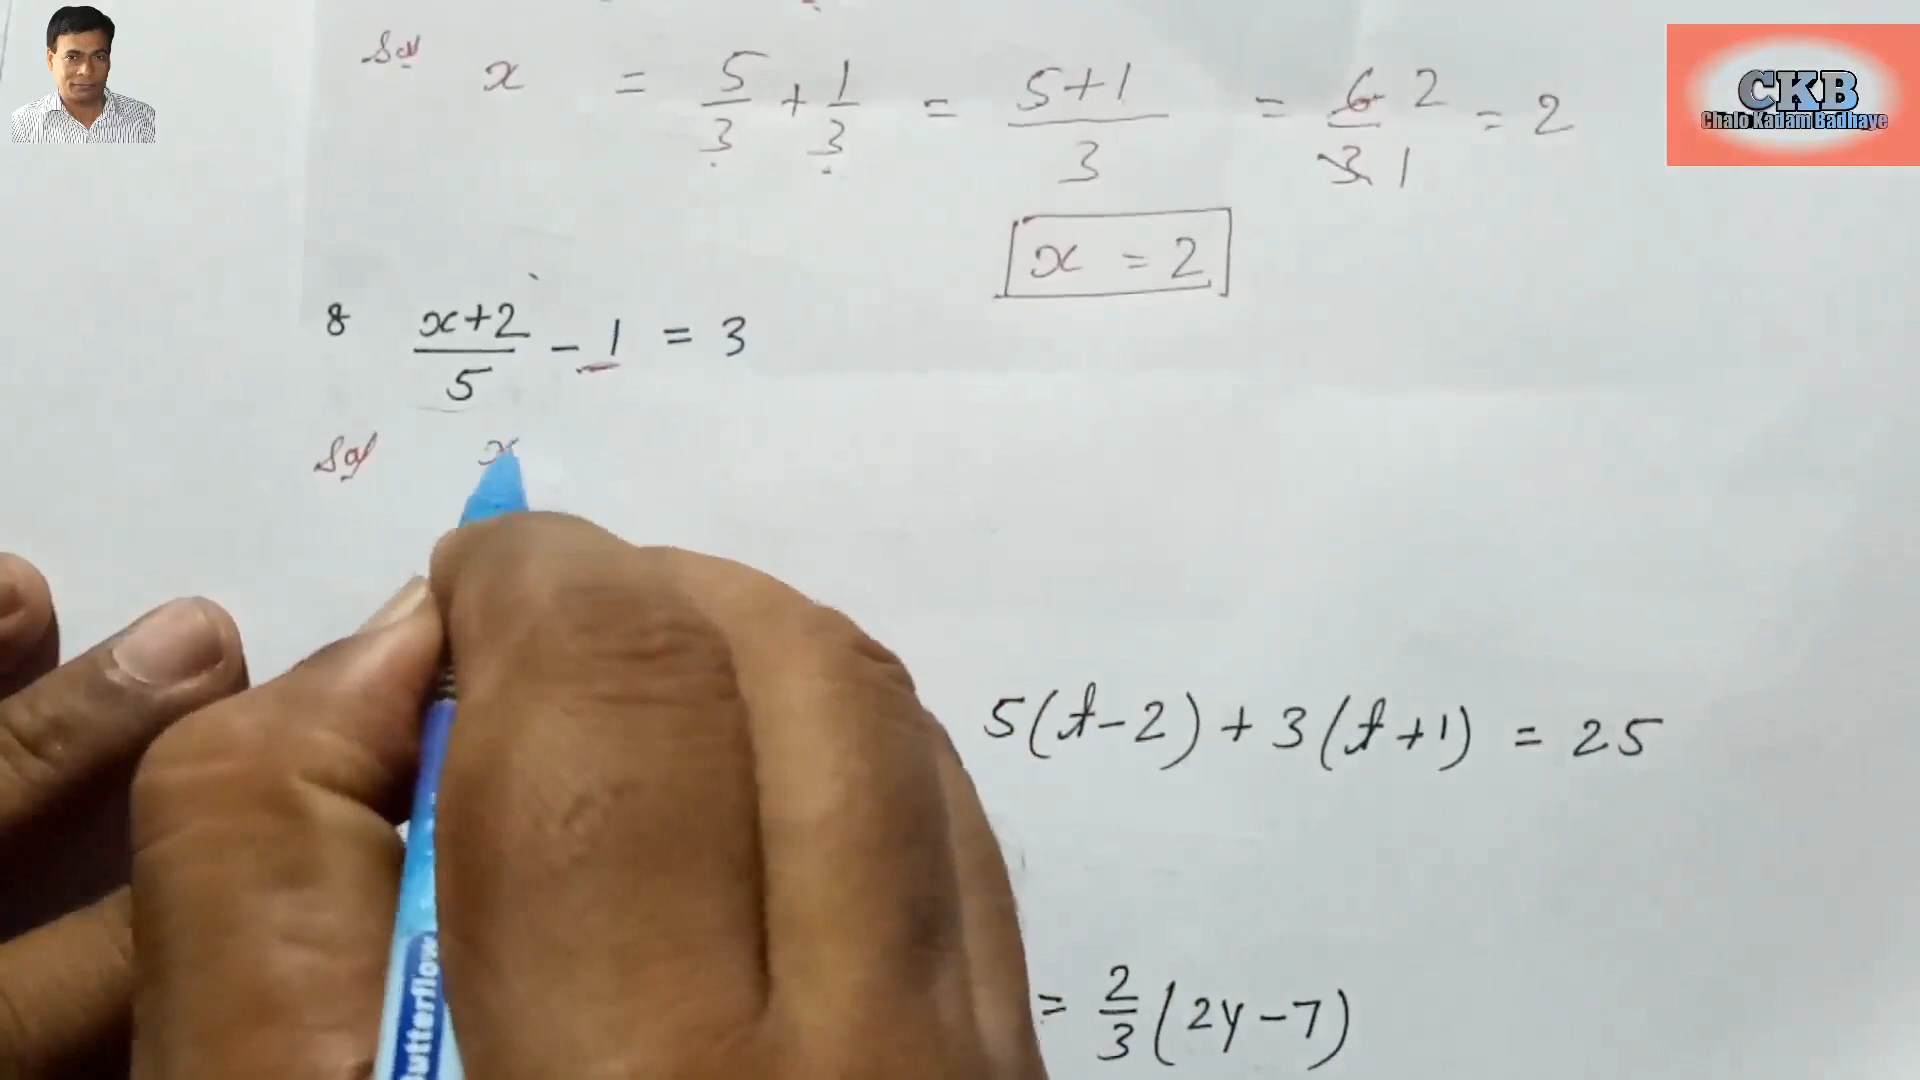 CKB
Chalo Kadam Badhaye
Sol x = 5/3 + 1/3 = 5+1/3 = 6/3 2/1 = 2
x = 2
8 x+2/5 - 1 = 3
Sol x
5(t-2) + 3(t+1) = 25
= 2/3 (2y-7)
utterflow